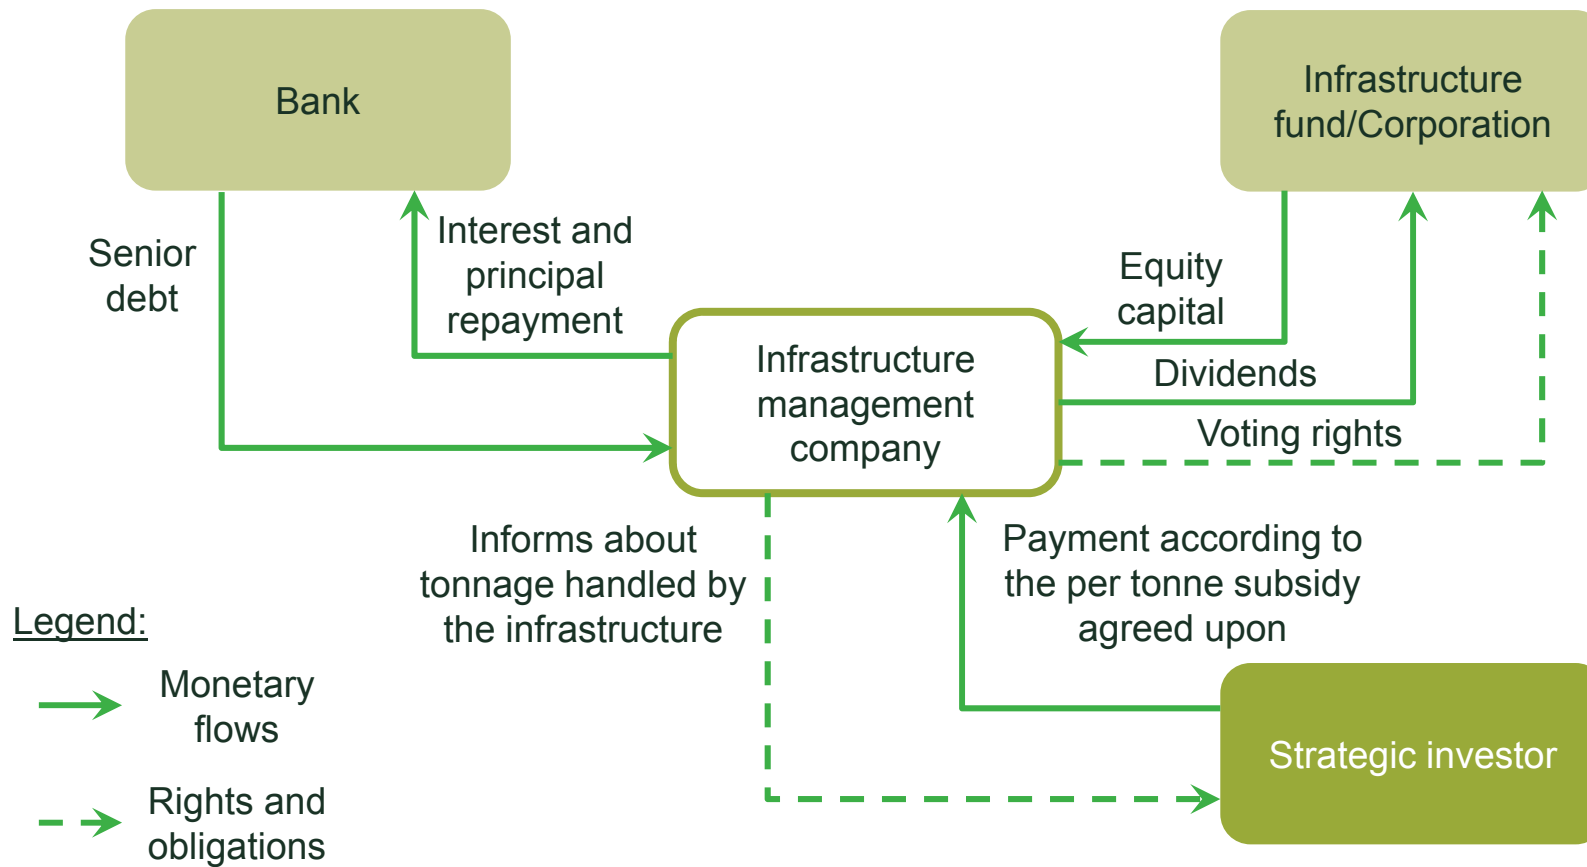 Bank
Infrastructure
fund/Corporation
Senior
debt
Interest and
principal
repayment
Equity
capital
Dividends
Voting rights
Infrastructure
management
company
Informs about
tonnage handled by
the infrastructure
Payment according to
the per tonne subsidy
agreed upon
Legend:
Monetary
flows
Rights and
obligations
Strategic investor